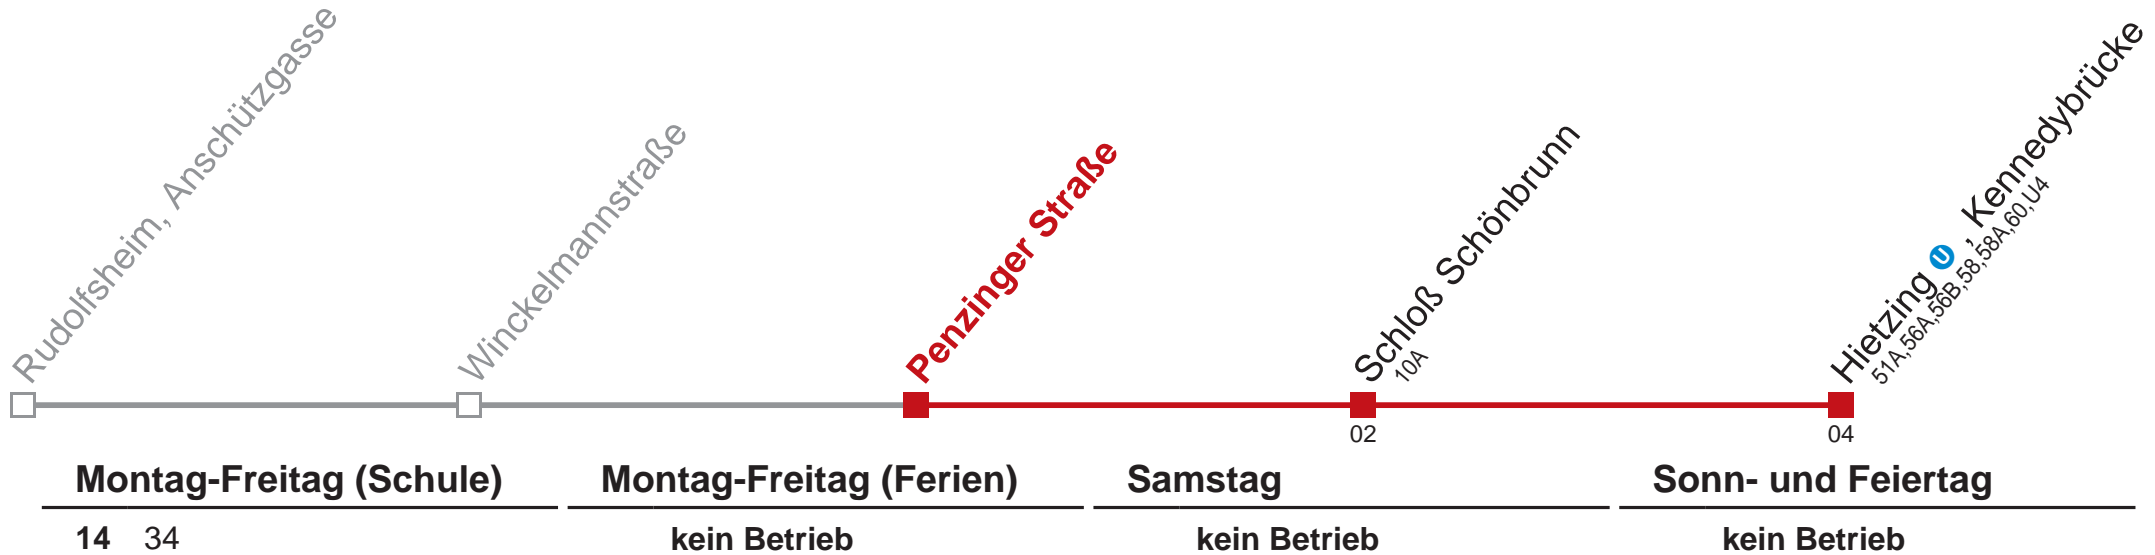 Rudolfsheim, Anschützgasse
Winckelmannstraße
Penzinger Straße
Schloß Schönbrunn
10A
Hietzing U , Kennedybrücke
51A,56A,56B,58,58A,60,U4
02
04
Montag-Freitag (Schule)
Montag-Freitag (Ferien)
Samstag
Sonn- und Feiertag
14 34
kein Betrieb
kein Betrieb
kein Betrieb